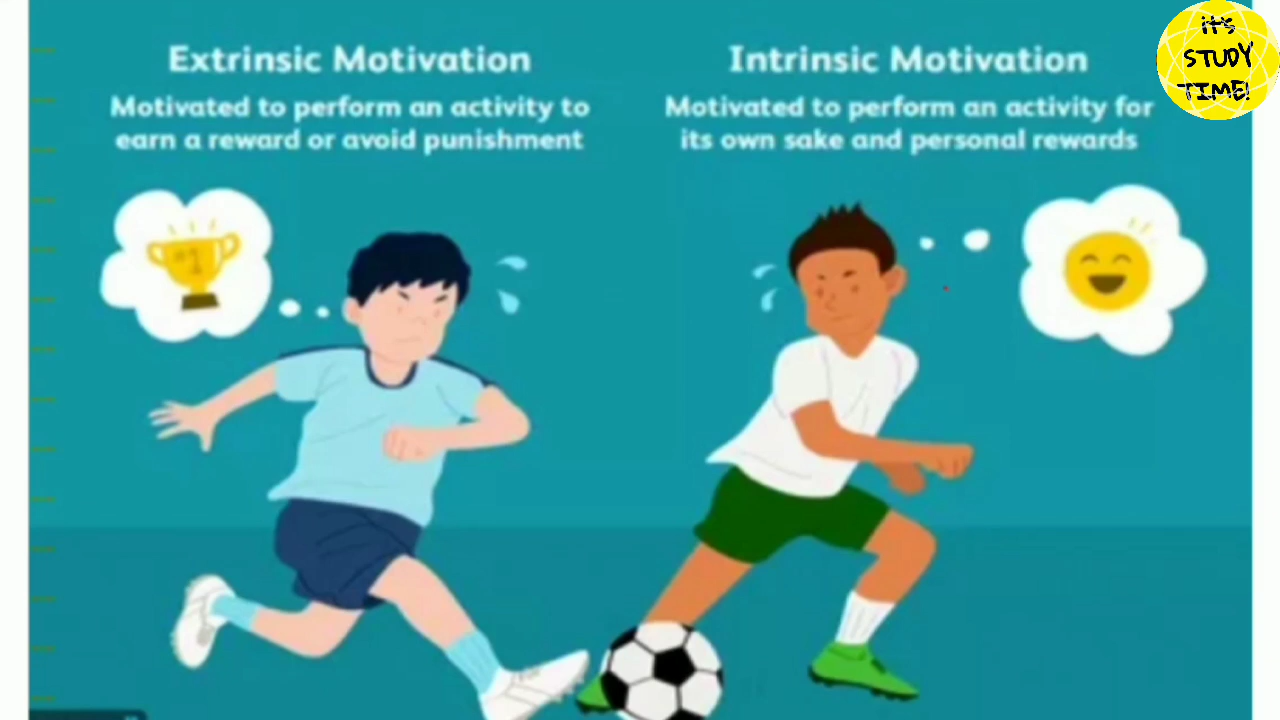 Extrinsic Motivation
Motivated to perform an activity to
earn a reward or avoid punishment
Intrinsic Motivation
Motivated to perform an activity for
its own sake and personal rewards
iT's
STUDY
TIME!
#1